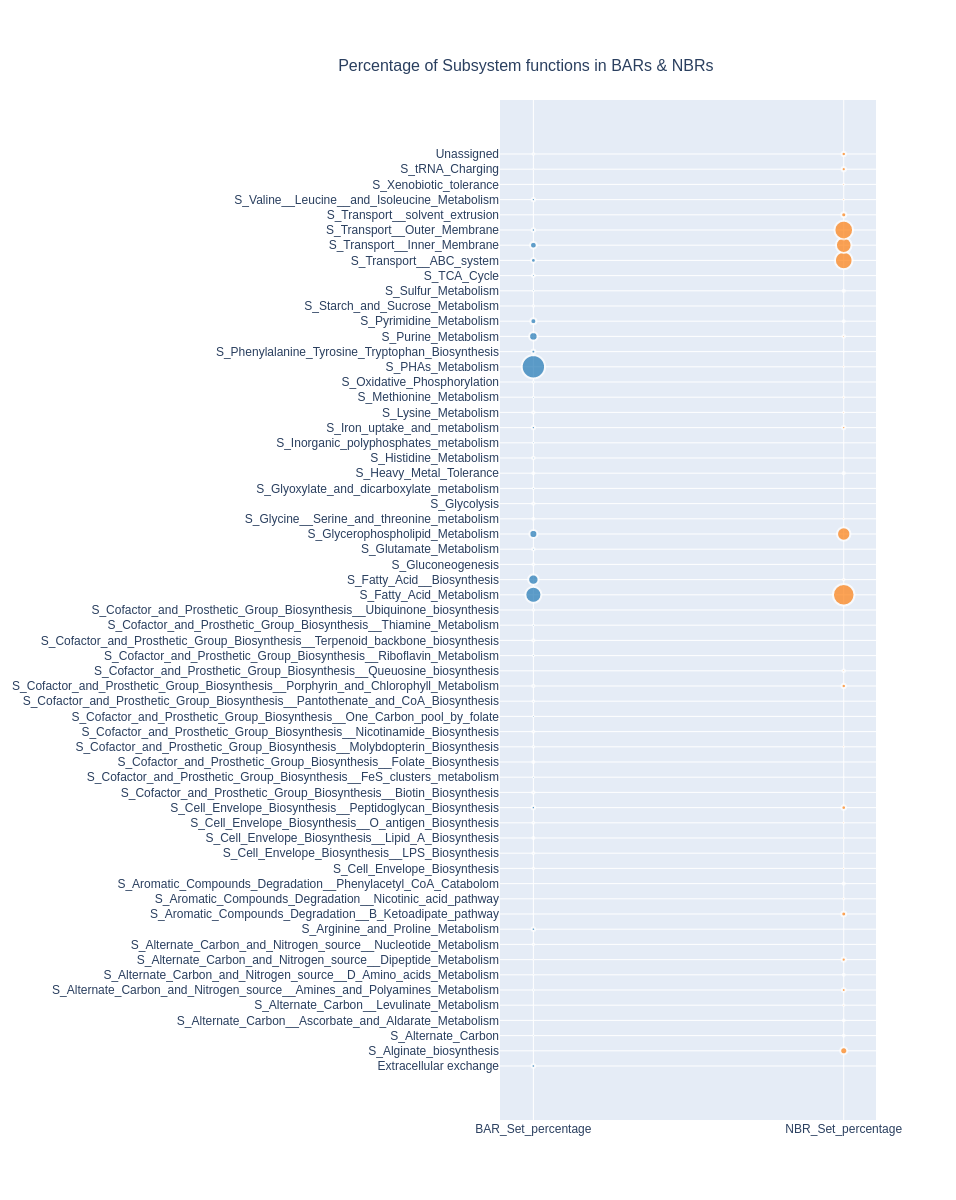 Percentage of Subsystem functions in BARs & NBRs
Unassigned
S_tRNA_Charging
S_Xenobiotic_tolerance
S_Valine__Leucine__and_Isoleucine_Metabolism
S_Transport__solvent_extrusion
S_Transport__Outer_Membrane
S_Transport__Inner_Membrane
S_Transport__ABC_system
S_TCA_Cycle
S_Sulfur_Metabolism
S_Starch_and_Sucrose_Metabolism
S_Pyrimidine_Metabolism
S_Purine_Metabolism
S_Phenylalanine_Tyrosine_Tryptophan_Biosynthesis
S_PHAs_Metabolism
S_Oxidative_Phosphorylation
S_Methionine_Metabolism
S_Lysine_Metabolism
S_Iron_uptake_and_metabolism
S_Inorganic_polyphosphates_metabolism
S_Histidine_Metabolism
S_Heavy_Metal_Tolerance
S_Glyoxylate_and_dicarboxylate_metabolism
S_Glycolysis
S_Glycine__Serine_and_threonine_metabolism
S_Glycerophospholipid_Metabolism
S_Glutamate_Metabolism
S_Gluconeogenesis
S_Fatty_Acid__Biosynthesis
S_Fatty_Acid_Metabolism
S_Cofactor_and_Prosthetic_Group_Biosynthesis__Ubiquinone_biosynthesis
S_Cofactor_and_Prosthetic_Group_Biosynthesis__Thiamine_Metabolism
S_Cofactor_and_Prosthetic_Group_Biosynthesis__Terpenoid_backbone_biosynthesis
S_Cofactor_and_Prosthetic_Group_Biosynthesis__Riboflavin_Metabolism
S_Cofactor_and_Prosthetic_Group_Biosynthesis__Queuosine_biosynthesis
S_Cofactor_and_Prosthetic_Group_Biosynthesis__Porphyrin_and_Chlorophyll_Metabolism
S_Cofactor_and_Prosthetic_Group_Biosynthesis__Pantothenate_and_CoA_Biosynthesis
S_Cofactor_and_Prosthetic_Group_Biosynthesis__One_Carbon_pool_by_folate
S_Cofactor_and_Prosthetic_Group_Biosynthesis__Nicotinamide_Biosynthesis
S_Cofactor_and_Prosthetic_Group_Biosynthesis__Molybdopterin_Biosynthesis
S_Cofactor_and_Prosthetic_Group_Biosynthesis__Folate_Biosynthesis
S_Cofactor_and_Prosthetic_Group_Biosynthesis__FeS_clusters_metabolism
S_Cofactor_and_Prosthetic_Group_Biosynthesis__Biotin_Biosynthesis
S_Cell_Envelope_Biosynthesis__Peptidoglycan_Biosynthesis
S_Cell_Envelope_Biosynthesis__O_antigen_Biosynthesis
S_Cell_Envelope_Biosynthesis__Lipid_A_Biosynthesis
S_Cell_Envelope_Biosynthesis__LPS_Biosynthesis
S_Cell_Envelope_Biosynthesis
S_Aromatic_Compounds_Degradation__Phenylacetyl_CoA_Catabolom
S_Aromatic_Compounds_Degradation__Nicotinic_acid_pathway
S_Aromatic_Compounds_Degradation__B_Ketoadipate_pathway
S_Arginine_and_Proline_Metabolism
S_Alternate_Carbon_and_Nitrogen_source__Nucleotide_Metabolism
S_Alternate_Carbon_and_Nitrogen_source__Dipeptide_Metabolism
S_Alternate_Carbon_and_Nitrogen_source__D_Amino_acids_Metabolism
S_Alternate_Carbon_and_Nitrogen_source__Amines_and_Polyamines_Metabolism
S_Alternate_Carbon__Levulinate_Metabolism
S_Alternate_Carbon__Ascorbate_and_Aldarate_Metabolism
S_Alternate_Carbon
S_Alginate_biosynthesis
Extracellular exchange
BAR_Set_percentage NBR_Set_percentage